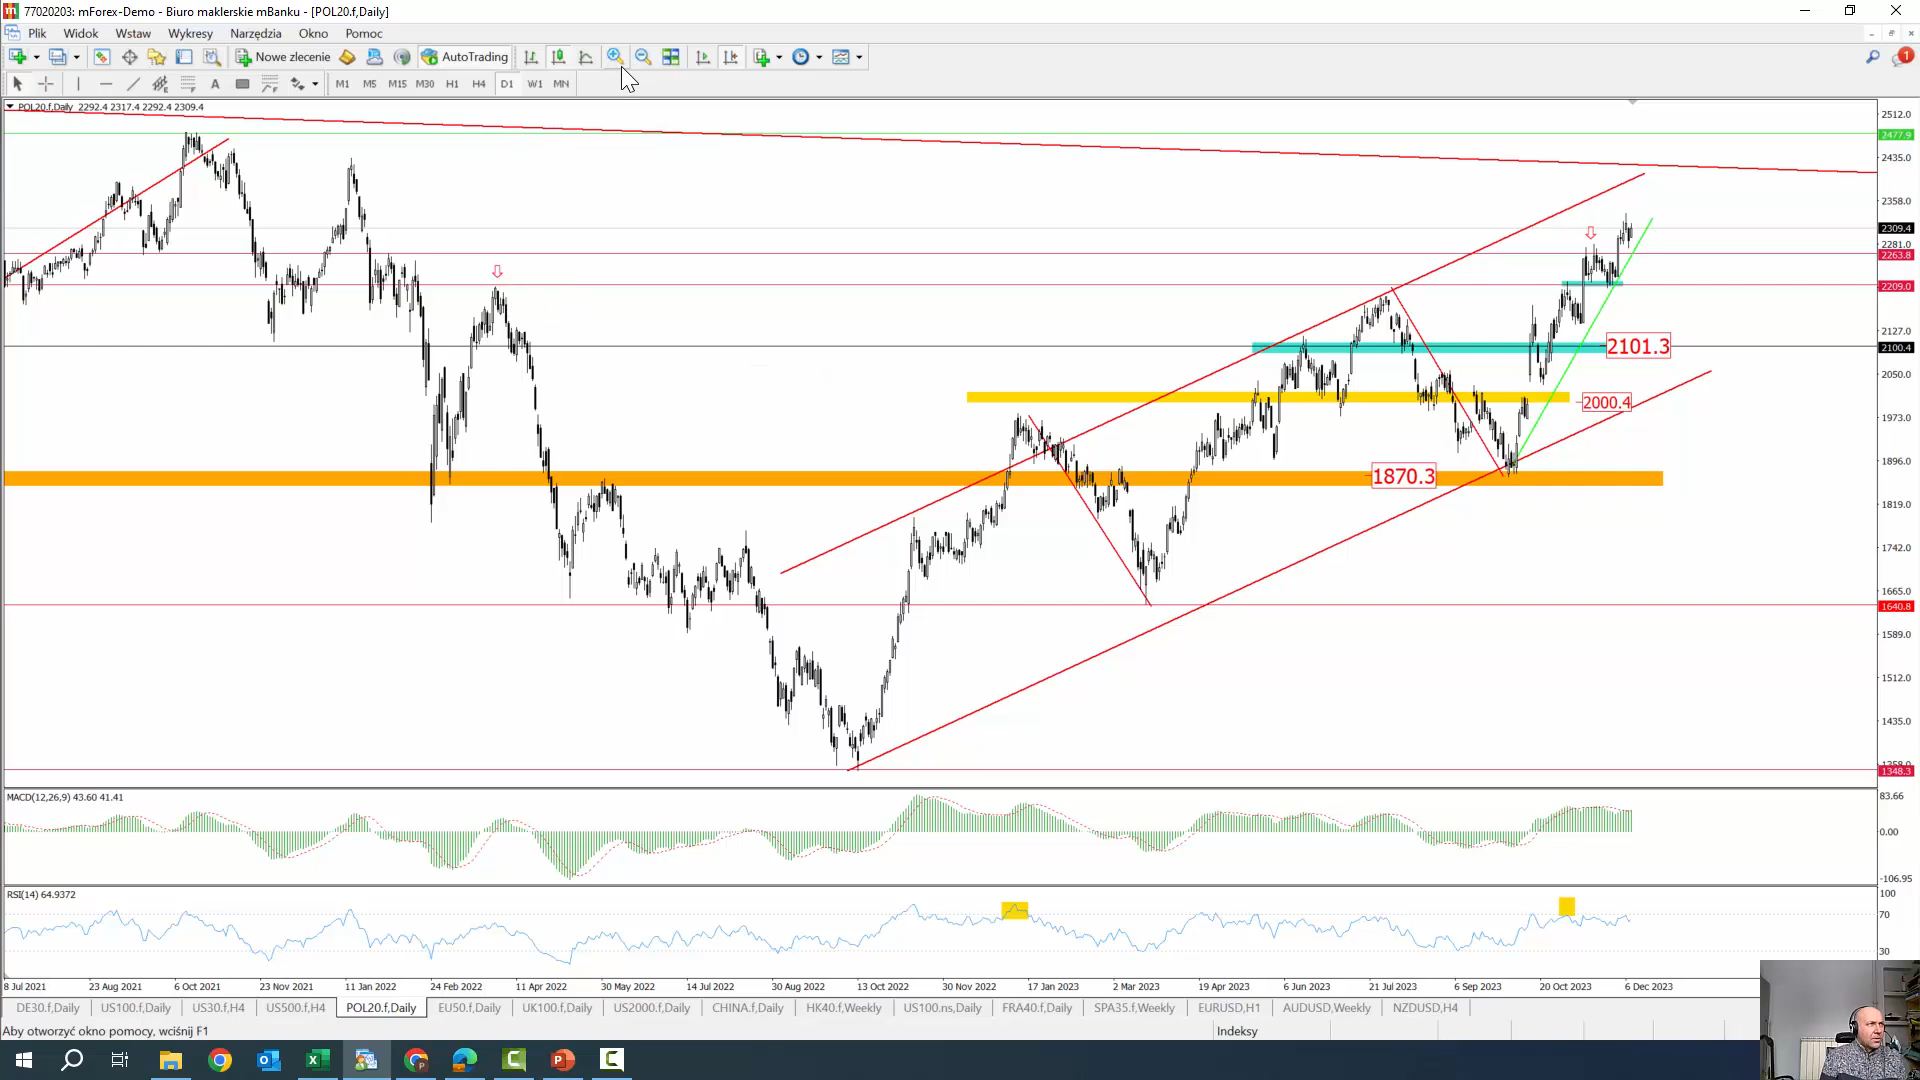 77020203: mForex-Demo - Biuro maklerskie mBanku - [POL20.f,Daily]
Plik Widok Wstaw Wykresy Narzędzia Okno Pomoc
Nowe zlecenie AutoTrading 1
A M1 M5 M15 M30 H1 H4 D1 W1 MN
POL20.f,Daily 2292.4 2317.4 2292.4 2309.4
2512.0
2477.9
2435.0
2358.0
2309.4
2281.0
2263.8
2209.0
2127.0
2101.3
2100.4
2050.0
2000.4
1973.0
1870.3
1896.0
1819.0
1742.0
1665.0
1640.8
1589.0
1512.0
1435.0
1358.0
1348.3
MACD(12,26,9) 43.60 41.41
83.66
0.00
-106.95
RSI(14) 64.9372
100
70
30
8 Jul 2021 23 Aug 2021 6 Oct 2021 23 Nov 2021 11 Jan 2022 24 Feb 2022 11 Apr 2022 30 May 2022 14 Jul 2022 30 Aug 2022 13 Oct 2022 30 Nov 2022 17 Jan 2023 2 Mar 2023 19 Apr 2023 6 Jun 2023 21 Jul 2023 6 Sep 2023 20 Oct 2023 6 Dec 2023
DE30.f,Daily US100.f,Daily US30.f,H4 US500.f,H4 POL20.f,Daily EU50.f,Daily UK100.f,Daily US2000.f,Daily CHINA.f,Daily HK40.f,Weekly US100.ns,Daily FRA40.f,Daily SPA35.f,Weekly EURUSD,H1 AUDUSD,Weekly NZDUSD,H4
Aby otworzyć okno pomocy, wciśnij F1
Indeksy